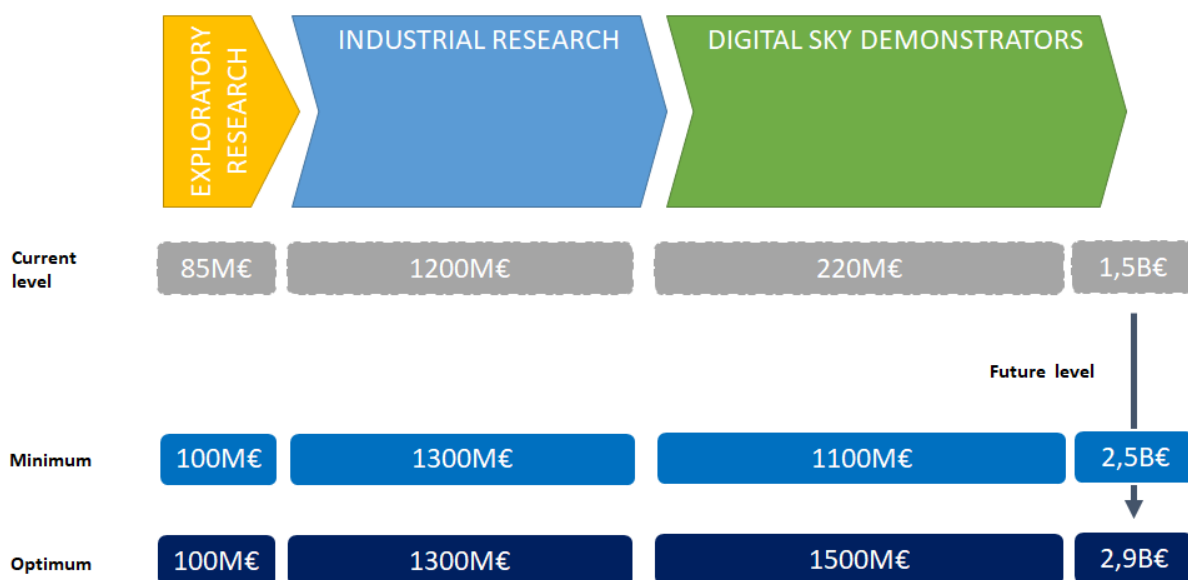 EXPLORATORY
RESEARCH
INDUSTRIAL RESEARCH
DIGITAL SKY DEMONSTRATORS
Current
level
85M€
1200M€
220M€
1,5B€
Future level
Minimum
100M€
1300M€
1100M€
2,5B€
Optimum
100M€
1300M€
1500M€
2,9B€